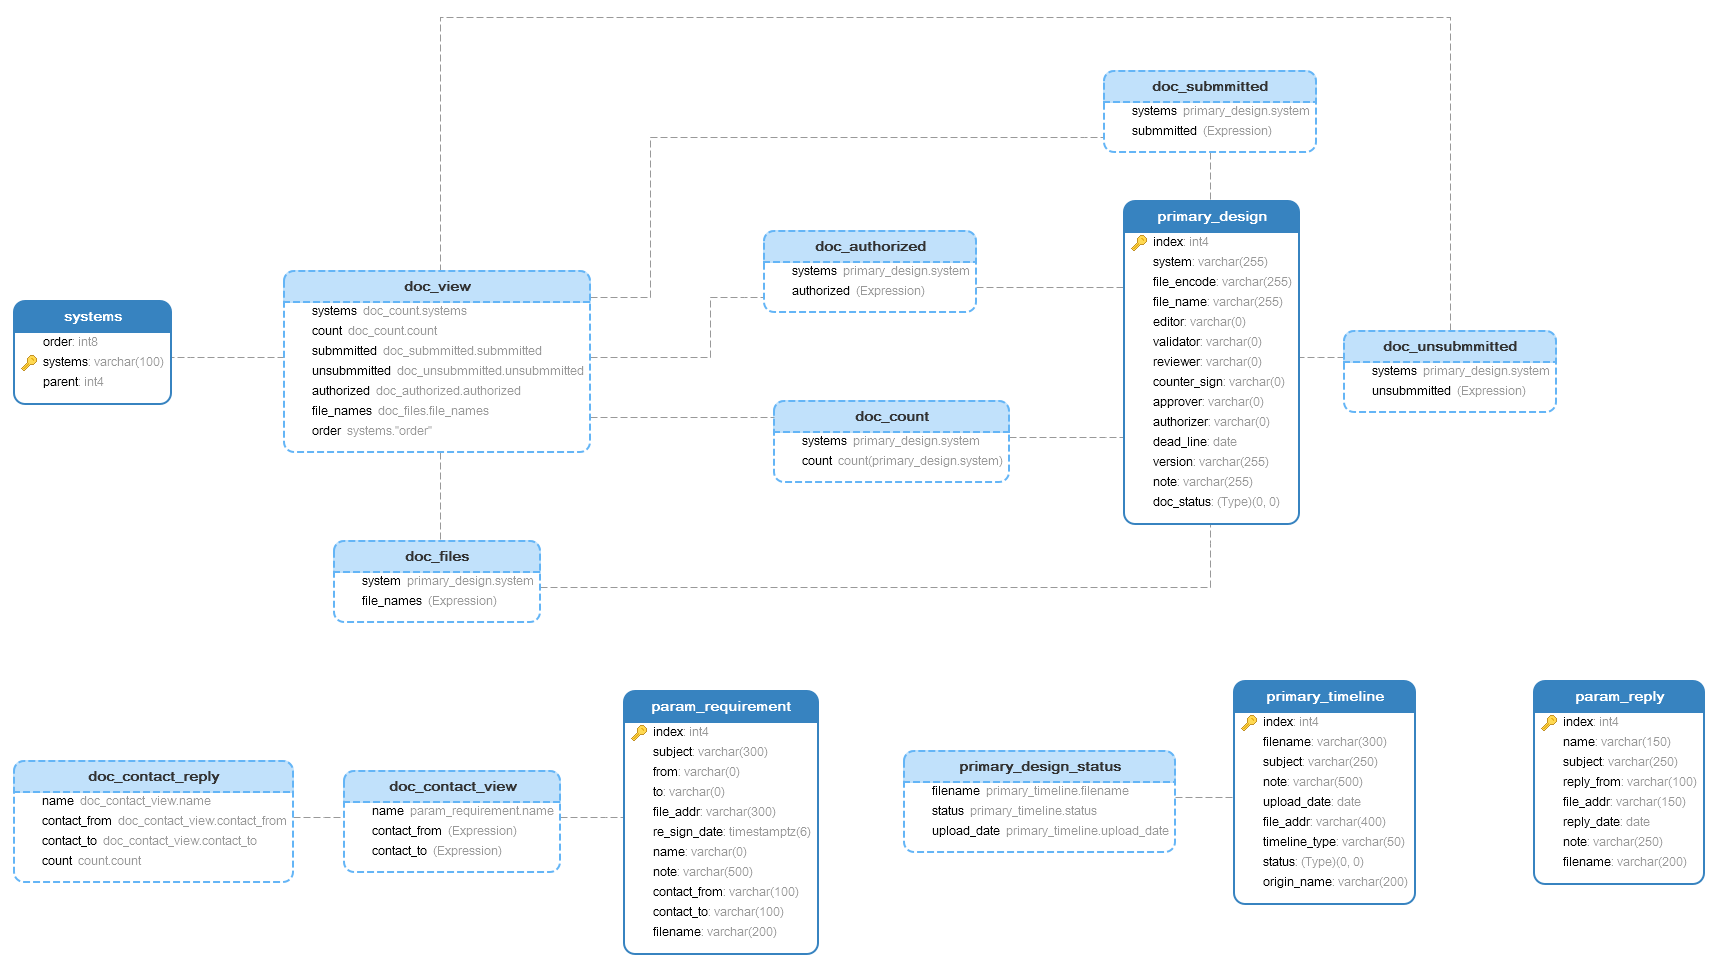 doc_submmitted
systems primary_design.system
submmitted (Expression)
primary_design
index: int4
system: varchar(255)
file_encode: varchar(255)
file_name: varchar(255)
editor: varchar(0)
validator: varchar(0)
reviewer: varchar(0)
counter_sign: varchar(0)
approver: varchar(0)
authorizer: varchar(0)
dead_line: date
version: varchar(255)
note: varchar(255)
doc_status: (Type)(0, 0)
doc_authorized
systems primary_design.system
authorized (Expression)
doc_view
systems doc_count.systems
count doc_count.count
submmitted doc_submmitted.submmitted
unsubmmitted doc_unsubmmitted.unsubmmitted
authorized doc_authorized.authorized
file_names doc_files.file_names
order systems."order"
systems
order: int8
systems: varchar(100)
parent: int4
doc_unsubmmitted
systems primary_design.system
unsubmmitted (Expression)
doc_count
systems primary_design.system
count count(primary_design.system)
doc_files
system primary_design.system
file_names (Expression)
doc_contact_reply
name doc_contact_view.name
contact_from doc_contact_view.contact_from
contact_to doc_contact_view.contact_to
count count.count
doc_contact_view
name param_requirement.name
contact_from (Expression)
contact_to (Expression)
param_requirement
index: int4
subject: varchar(300)
from: varchar(0)
to: varchar(0)
file_addr: varchar(300)
re_sign_date: timestamptz(6)
name: varchar(0)
note: varchar(500)
contact_from: varchar(100)
contact_to: varchar(100)
filename: varchar(200)
primary_design_status
filename primary_timeline.filename
status primary_timeline.status
upload_date primary_timeline.upload_date
primary_timeline
index: int4
filename: varchar(300)
subject: varchar(250)
note: varchar(500)
upload_date: date
file_addr: varchar(400)
timeline_type: varchar(50)
status: (Type)(0, 0)
origin_name: varchar(200)
param_reply
index: int4
name: varchar(150)
subject: varchar(250)
reply_from: varchar(100)
file_addr: varchar(150)
reply_date: date
note: varchar(250)
filename: varchar(200)